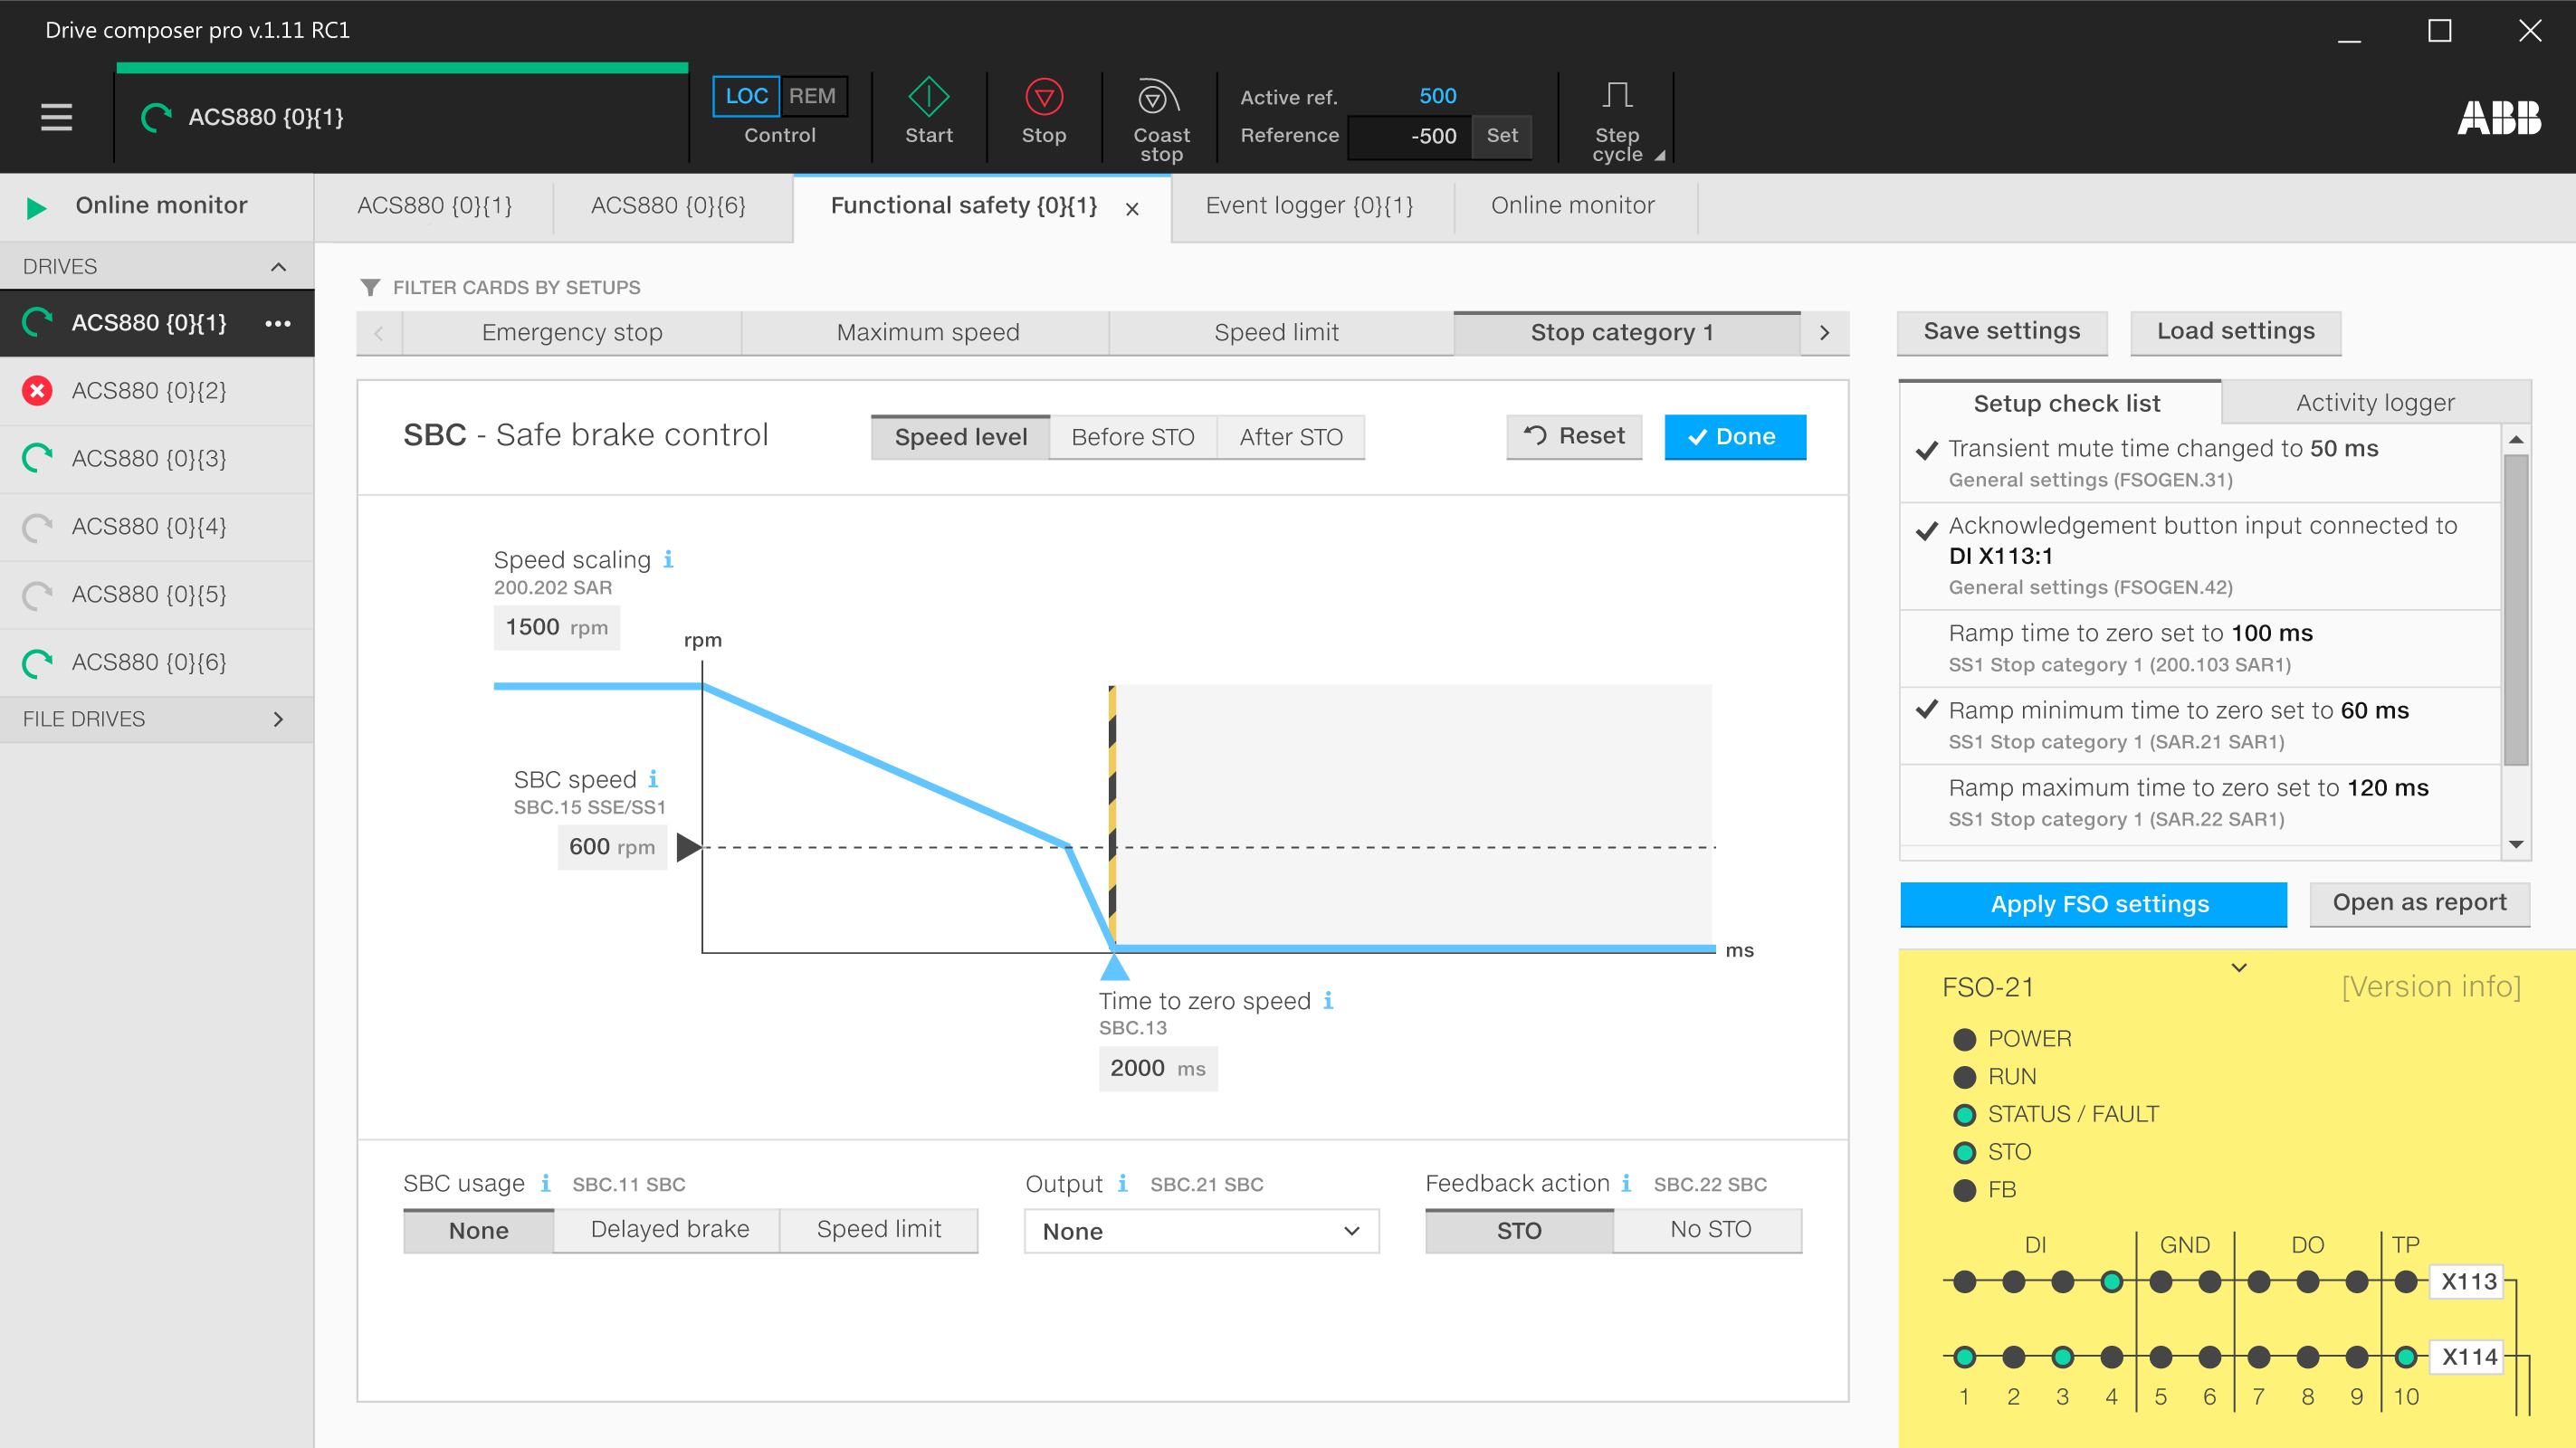 Drive composer pro v.1.11 RC1
ACS880 {0}{1}
LOC REM
Control
Start
Stop
Coast
stop
Active ref. 500
Reference -500 Set
Step
cycle
ABB
Online monitor
ACS880 {0}{1}
ACS880 {0}{6}
Functional safety {0}{1}
Event logger {0}{1}
Online monitor
DRIVES
ACS880 {0}{1}
ACS880 {0}{2}
ACS880 {0}{3}
ACS880 {0}{4}
ACS880 {0}{5}
ACS880 {0}{6}
FILE DRIVES
FILTER CARDS BY SETUPS
Emergency stop
Maximum speed
Speed limit
Stop category 1
Save settings
Load settings
SBC - Safe brake control
Speed level
Before STO
After STO
Reset
Done
Speed scaling i
200.202 SAR
1500 rpm
rpm
SBC speed i
SBC.15 SSE/SS1
600 rpm
ms
Time to zero speed i
SBC.13
2000 ms
SBC usage i SBC.11 SBC
None
Delayed brake
Speed limit
Output i SBC.21 SBC
None
Feedback action i SBC.22 SBC
STO
No STO
Setup check list
Activity logger
Transient mute time changed to 50 ms
General settings (FSOGEN.31)
Acknowledgement button input connected to
DI X113:1
General settings (FSOGEN.42)
Ramp time to zero set to 100 ms
SS1 Stop category 1 (200.103 SAR1)
Ramp minimum time to zero set to 60 ms
SS1 Stop category 1 (SAR.21 SAR1)
Ramp maximum time to zero set to 120 ms
SS1 Stop category 1 (SAR.22 SAR1)
Apply FSO settings
Open as report
FSO-21
[Version info]
POWER
RUN
STATUS / FAULT
STO
FB
DI GND DO TP
X113
X114
1 2 3 4 5 6 7 8 9 10